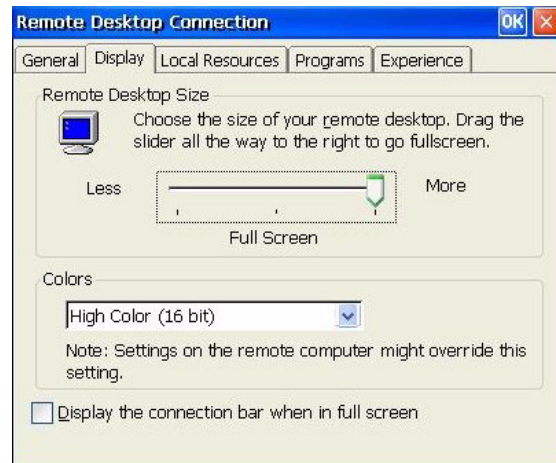 Remote Desktop Connection OK
General Display Local Resources Programs Experience
Remote Desktop Size
Choose the size of your remote desktop. Drag the
slider all the way to the right to go fullscreen.
Less More
Full Screen
Colors
High Color (16 bit)
Note: Settings on the remote computer might override this
setting.
Display the connection bar when in full screen